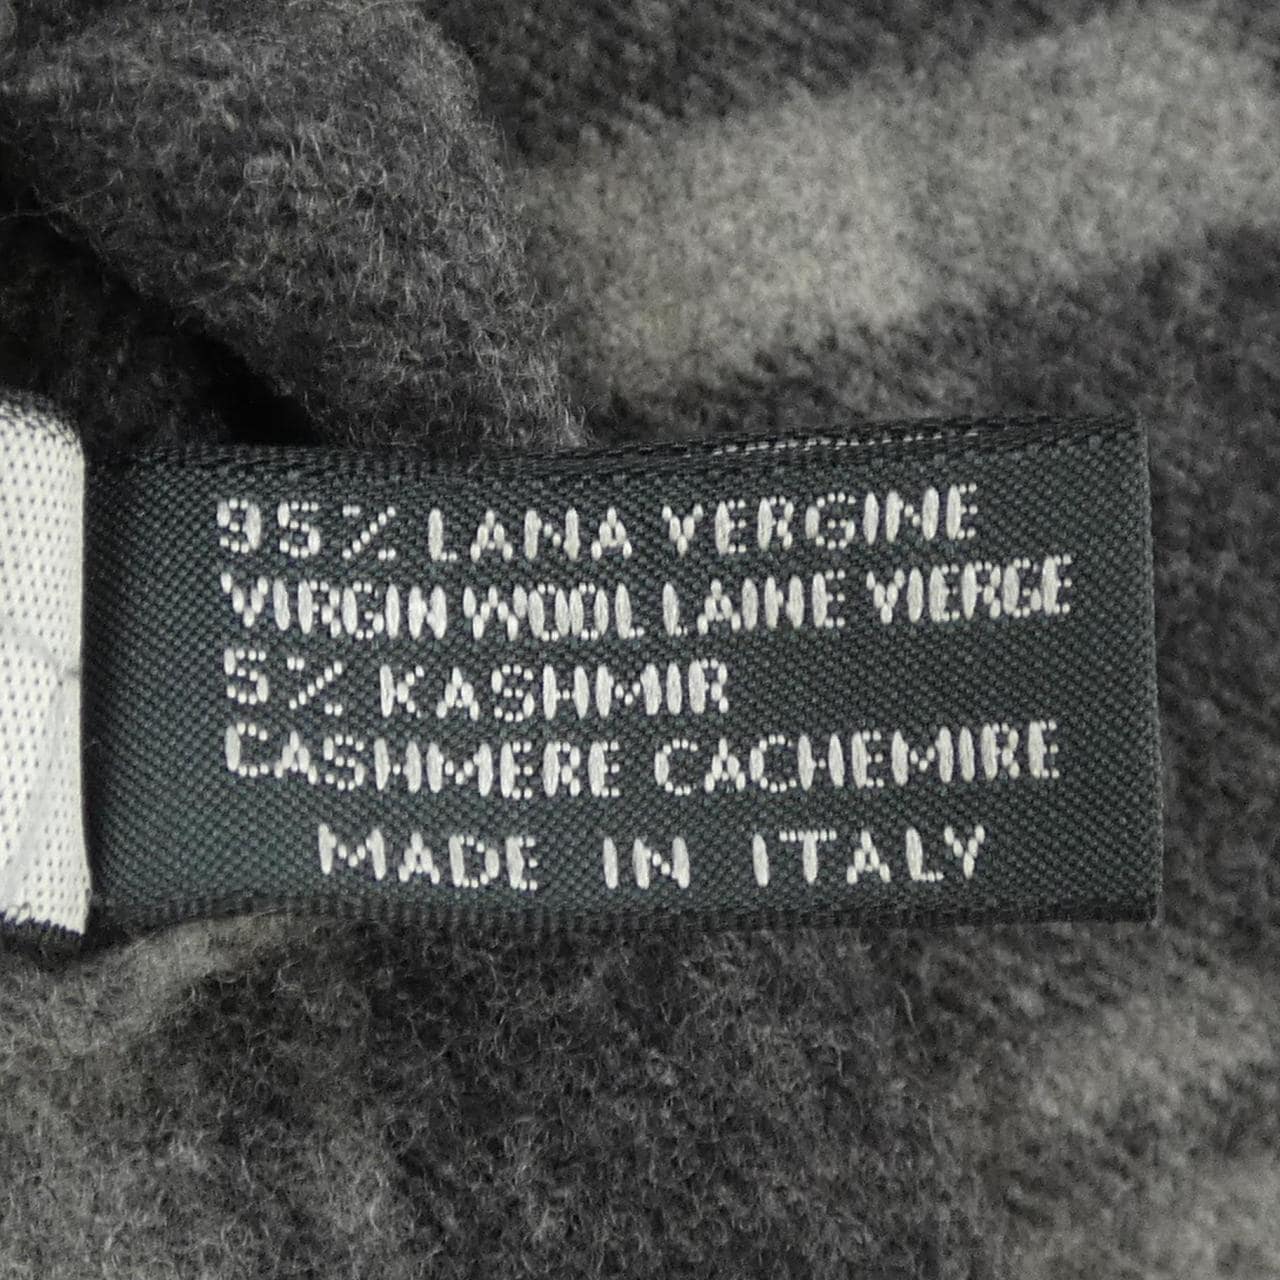 95% LANA VERGINE
VIRGIN WOOL LAINE VIERGE
5% KASHMIR
CASHMERE CACHEMIRE
MADE IN ITALY